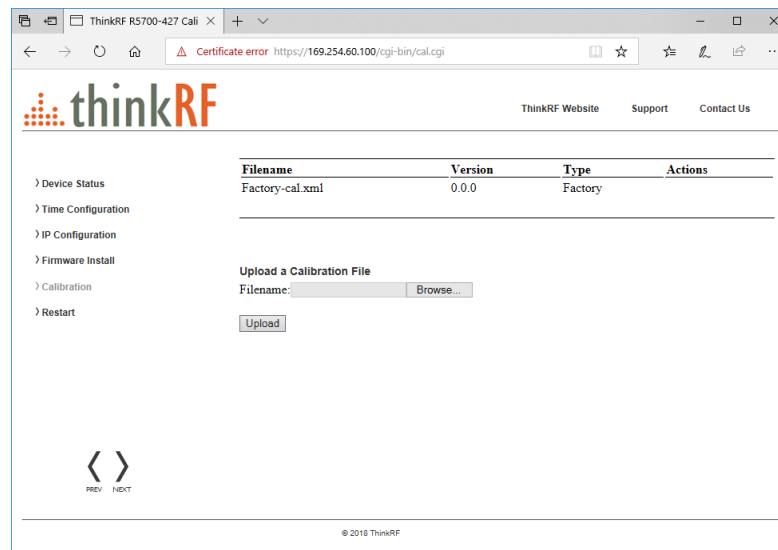 ThinkRF R5700-427 Cali
Certificate error https://169.254.60.100/cgi-bin/cal.cgi
thinkRF
ThinkRF Website Support Contact Us
Filename Version Type Actions
Factory-cal.xml 0.0.0 Factory
Device Status
Time Configuration
IP Configuration
Firmware Install
Calibration
Restart
Upload a Calibration File
Filename: Browse...
Upload
PREV NEXT
© 2018 ThinkRF